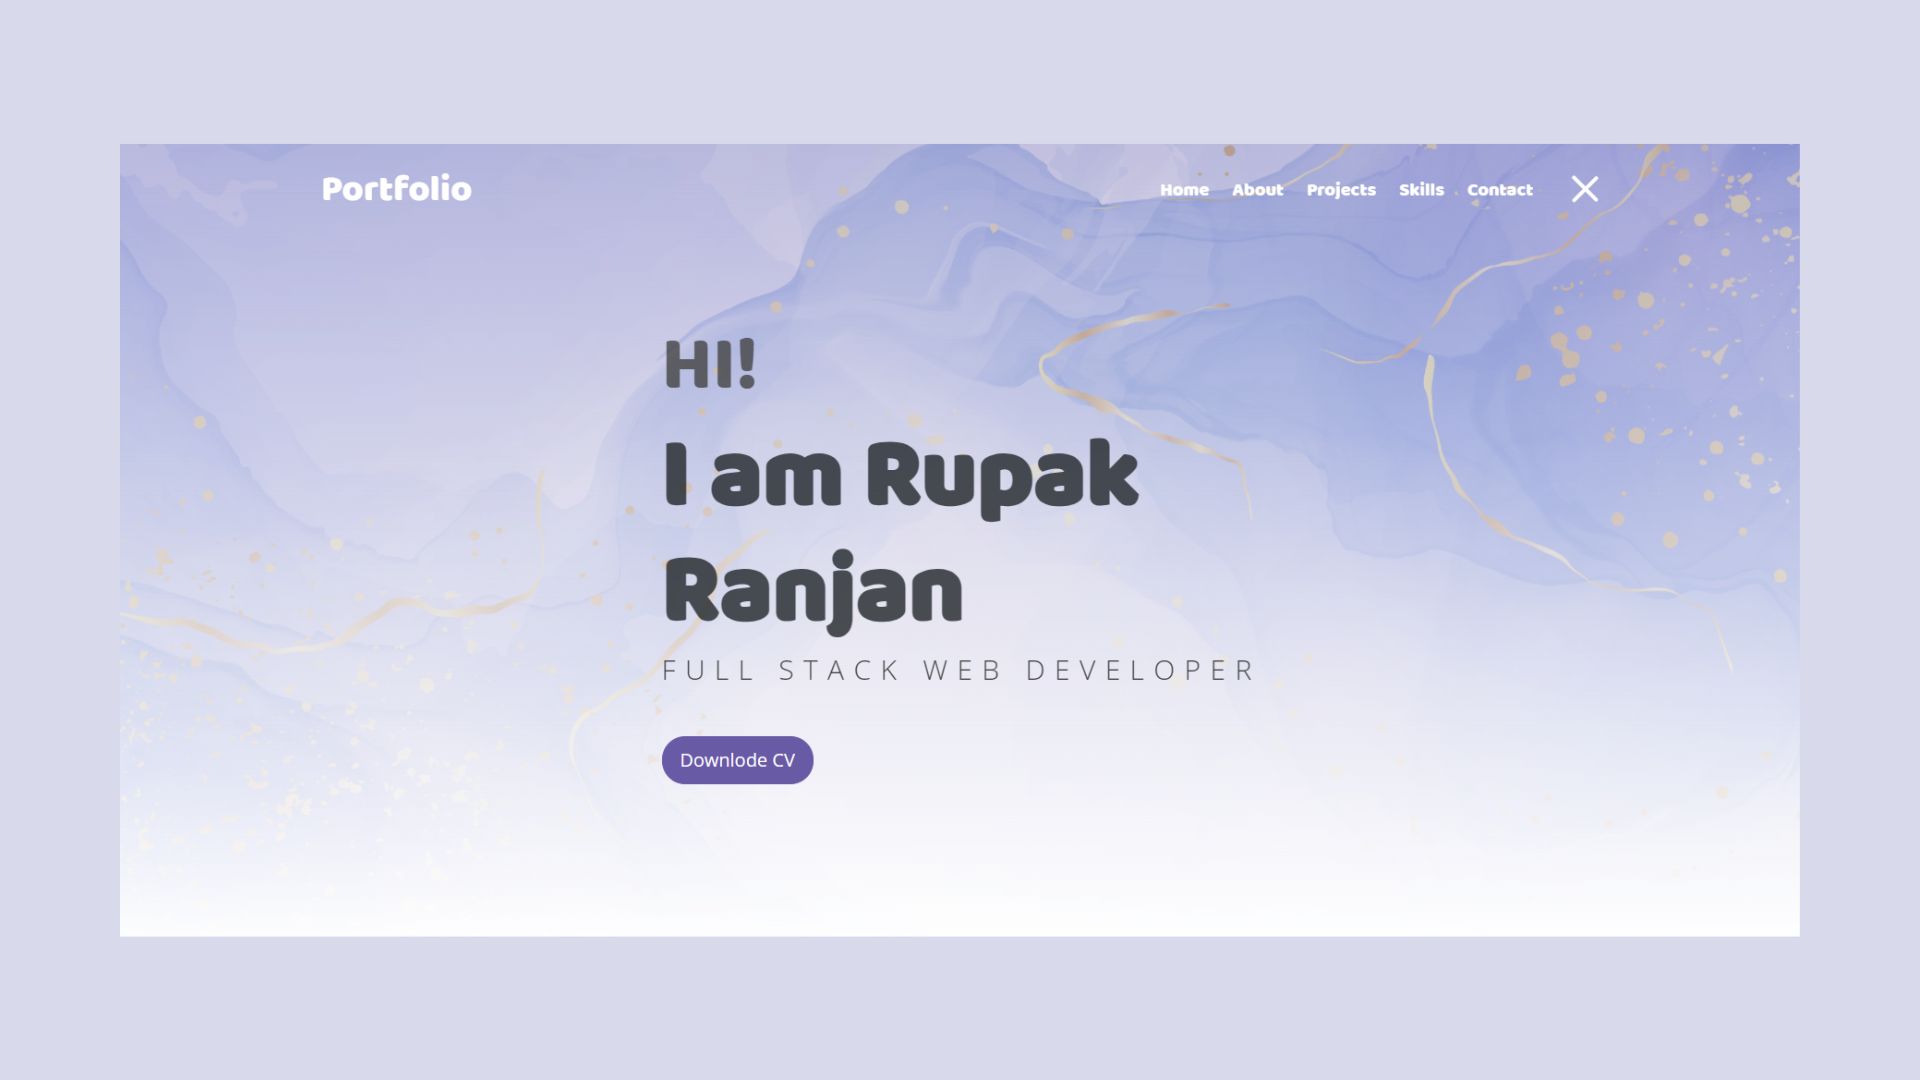 Portfolio
Home About Projects Skills Contact
HI!
I am Rupak
Ranjan
FULL STACK WEB DEVELOPER
Downlode CV